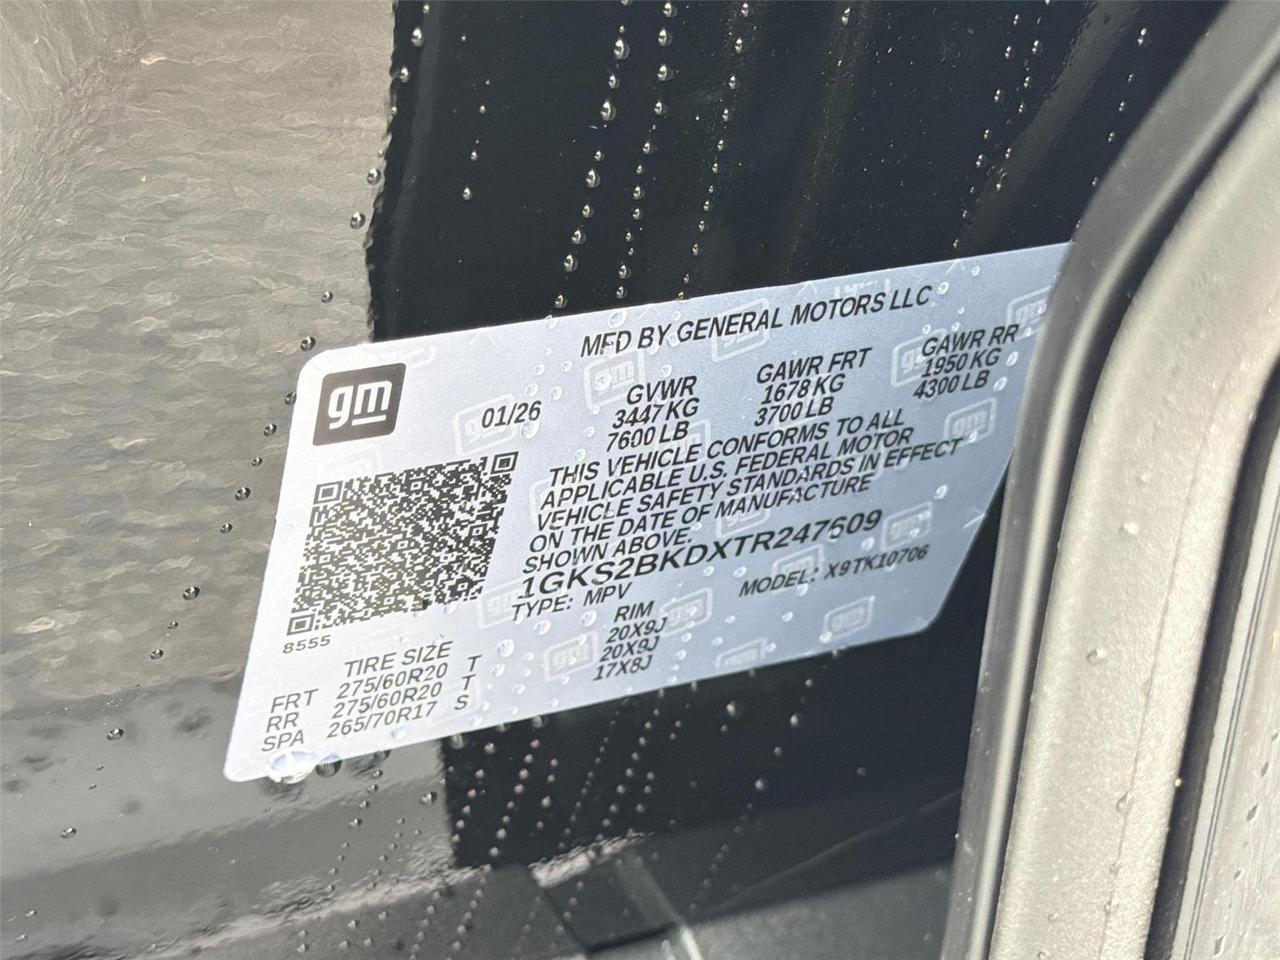 MFD BY GENERAL MOTORS LLC
gm
01/26
GVWR GAWR FRT GAWR RR
3447 KG 1678 KG 1950 KG
7600 LB 3700 LB 4300 LB
THIS VEHICLE CONFORMS TO ALL
APPLICABLE U.S. FEDERAL MOTOR
VEHICLE SAFETY STANDARDS IN EFFECT
ON THE DATE OF MANUFACTURE
SHOWN ABOVE.
1GKS2BKDXTR247609
TYPE: MPV MODEL: X9TK10706
8555
TIRE SIZE RIM
FRT 275/60R20 T 20X9J
RR 275/60R20 T 20X9J
SPA 265/70R17 S 17X8J